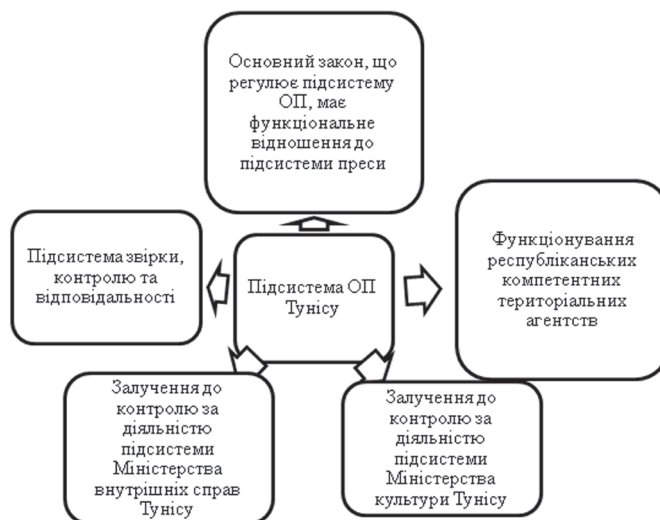 Основний закон, що
регулює підсистему
ОП, має
функціональне
відношення до
підсистеми преси
Підсистема звірки,
контролю та
відповідальності
Підсистема ОП
Тунісу
Функціонування
республіканських
компетентних
територіальних
агентств
Залучення до
контролю за
діяльністю
підсистеми
Міністерства
внутрішніх справ
Тунісу
Залучення до
контролю за
діяльністю
підсистеми
Міністерства
культури Тунісу